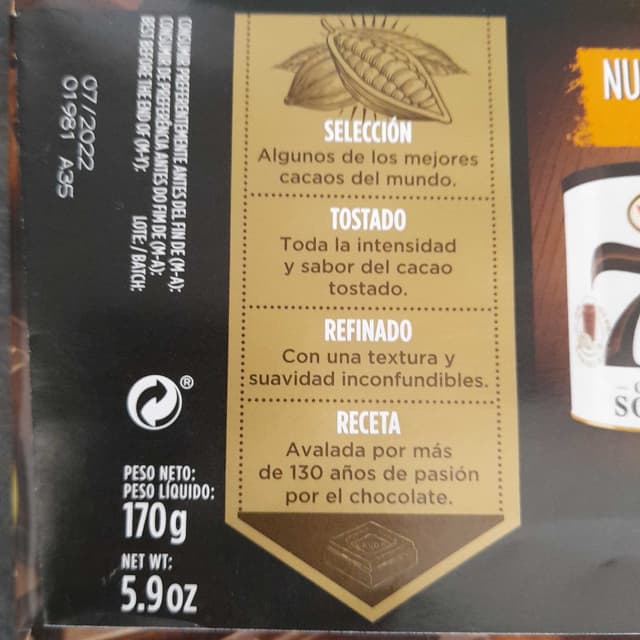 CONSUMIR PREFERENTEMENTE ANTES DEL FIN DE (M-A):
CONSUMIR DE PREFERÊNCIA ANTES DO FIM DE (M-A):
BEST BEFORE THE END OF (M-Y):
LOTE: / BATCH:
07/2022
01981 A35
SELECCIÓN
Algunos de los mejores
cacaos del mundo.
TOSTADO
Toda la intensidad
y sabor del cacao
tostado.
REFINADO
Con una textura y
suavidad inconfundibles.
RECETA
Avalada por más
de 130 años de pasión
por el chocolate.
®
PESO NETO:
PESO LÍQUIDO:
170g
NET WT:
5.9oz
NU
7
SO